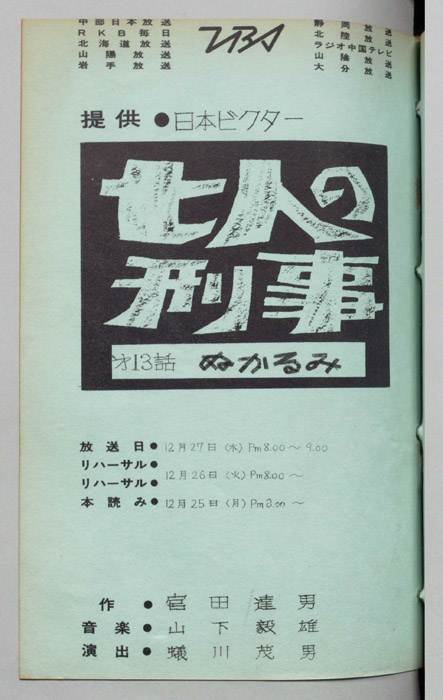 中部日本放送
RKB毎日
北海道放送
山陽放送
岩手放送
TBS
静岡放送
北陸放送
ラジオ中国テレビ
山陰放送
大分放送
提供●日本ビクター
七人の
刑事
才13話 ぬかるみ
放送日● 12月27日(水)Pm8.00〜9.00
リハーサル●
リハーサル● 12月26日(火)Pm8.00〜
本読み● 12月25日(月)Pm3.00〜
作●宮田達男
音楽●山下毅雄
演出●蟻川茂男